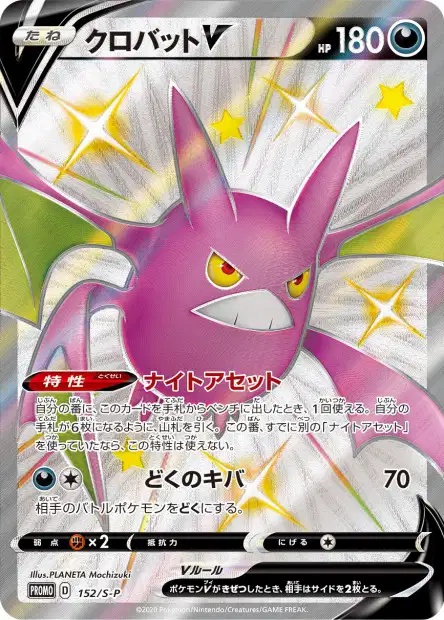 たね クロバットV HP 180
特性 とくせい ナイトアセット
自分の番に、このカードを手札からベンチに出したとき、1回使える。自分の
手札が6枚になるように、山札を引く。この番、すでに別の「ナイトアセット」
を使っていたなら、この特性は使えない。
どくのキバ 70
相手のバトルポケモンをどくにする。
弱点 ×2 抵抗力 にげる
Illus.PLANETA Mochizuki
Vルール
PROMO D 152/S-P ポケモンVがきぜつしたとき、相手はサイドを2枚とる。
©2020 Pokémon/Nintendo/Creatures/GAME FREAK.